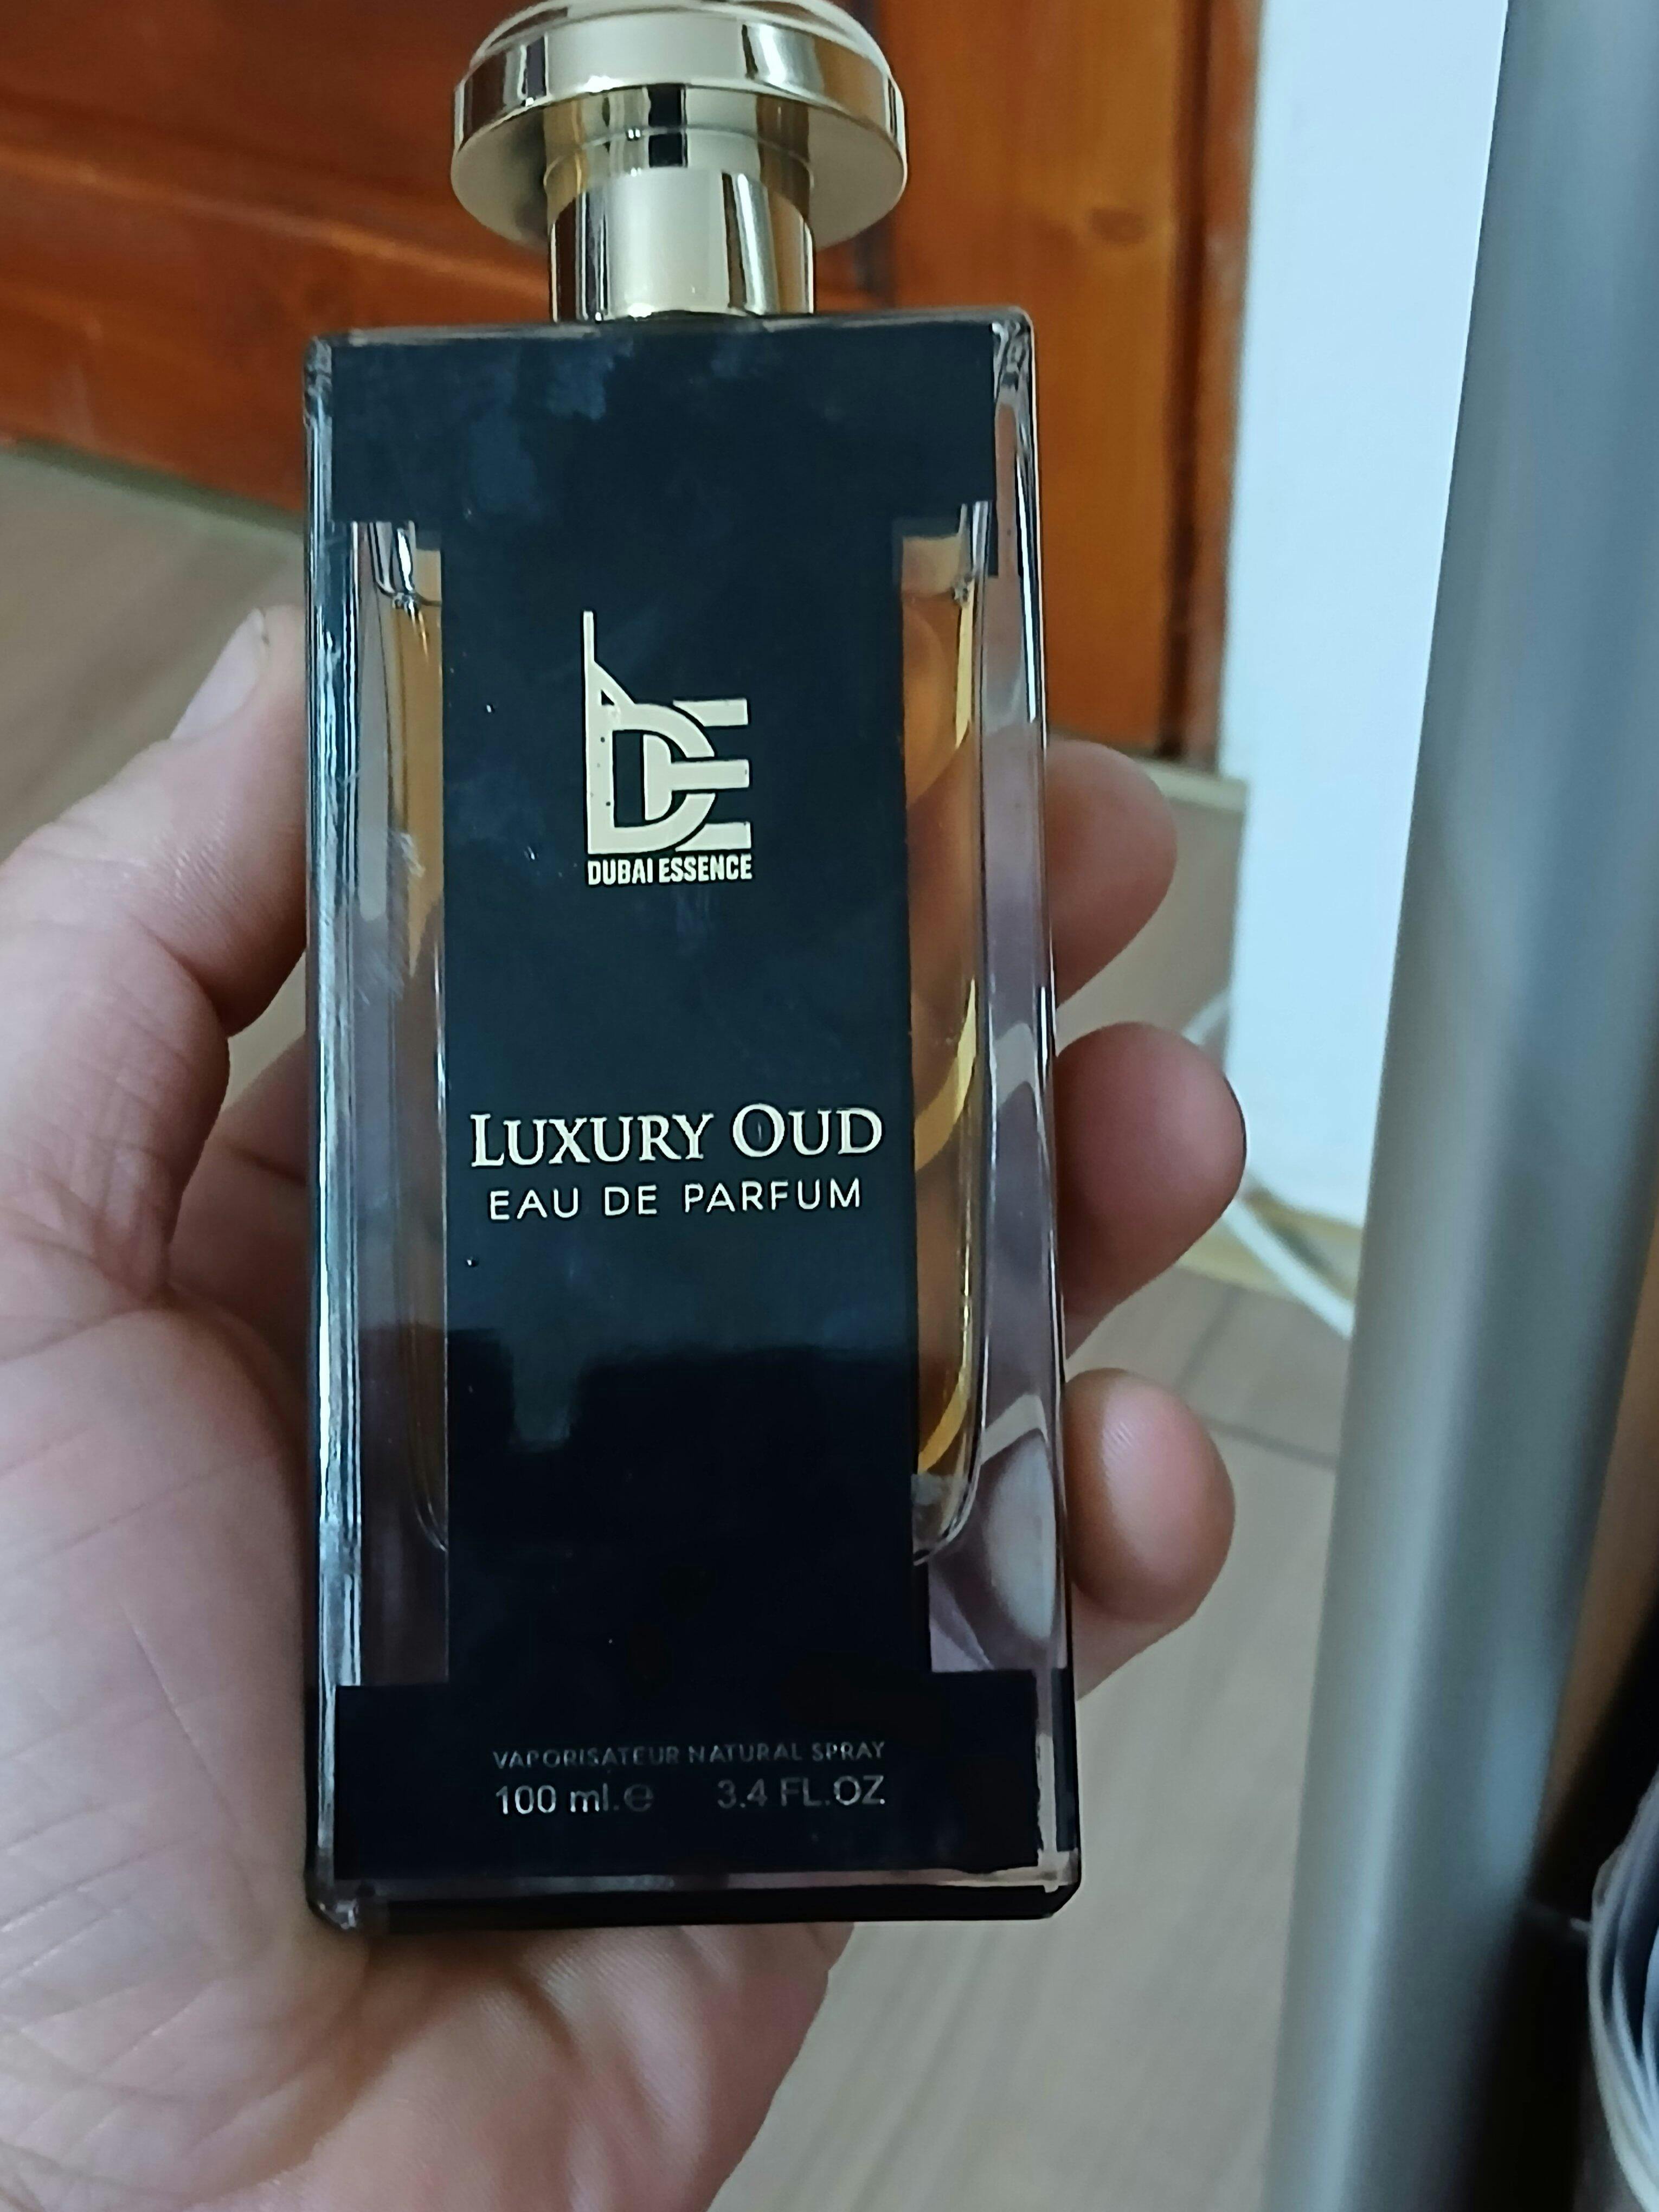 DE
DUBAI ESSENCE
LUXURY OUD
EAU DE PARFUM
VAPORISATEUR NATURAL SPRAY
100 ml.e 3.4 FL.OZ